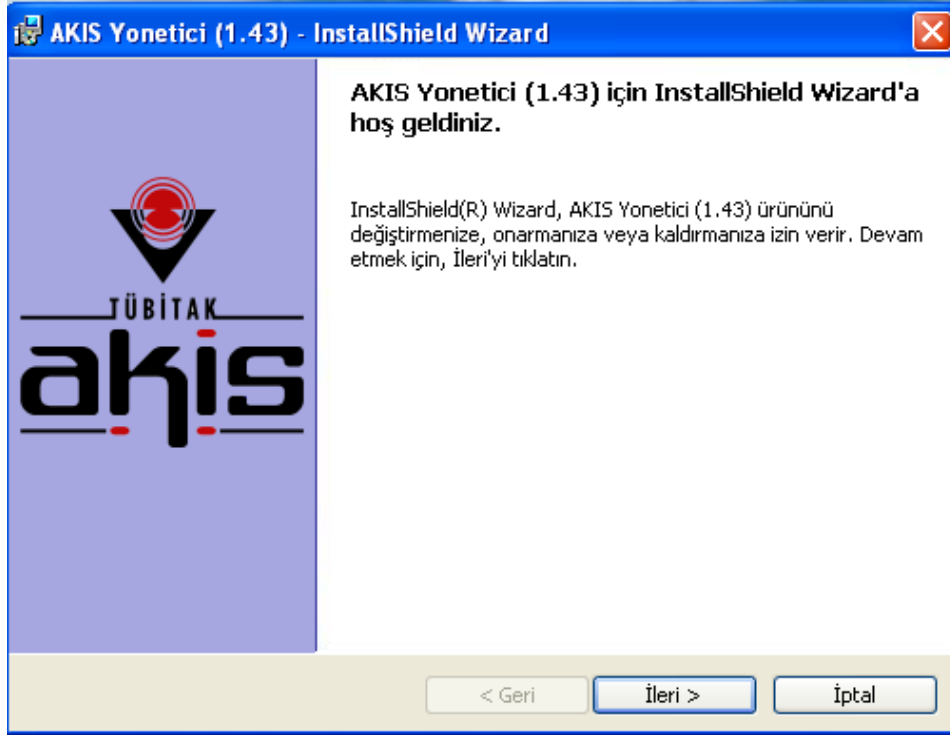 AKIS Yonetici (1.43) - InstallShield Wizard
AKIS Yonetici (1.43) için InstallShield Wizard'a
hoş geldiniz.
InstallShield(R) Wizard, AKIS Yonetici (1.43) ürününü
değiştirmenize, onarmanıza veya kaldırmanıza izin verir. Devam
etmek için, İleri'yi tıklatın.
TÜBİTAK
akis
< Geri
İleri >
İptal